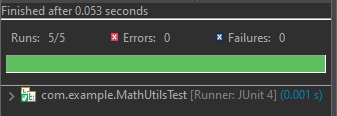 Finished after 0.053 seconds
Runs: 5/5 Errors: 0 Failures: 0
com.example.MathUtilsTest [Runner: JUnit 4] (0.001 s)